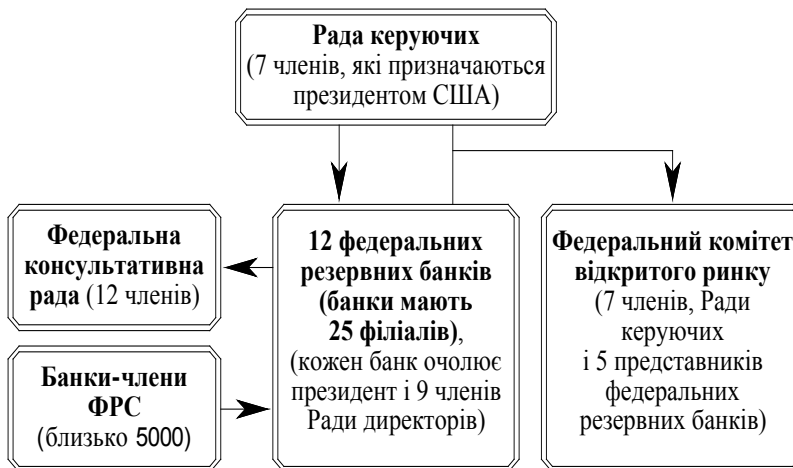 Рада керуючих
(7 членів, які призначаються
президентом США)
Федеральна
консультативна
рада (12 членів)
Банки-члени
ФРС
(близько 5000)
12 федеральних
резервних банків
(банки мають
25 філіалів),
(кожен банк очолює
президент і 9 членів
Ради директорів)
Федеральний комітет
відкритого ринку
(7 членів, Ради
керуючих
і 5 представників
федеральних
резервних банків)